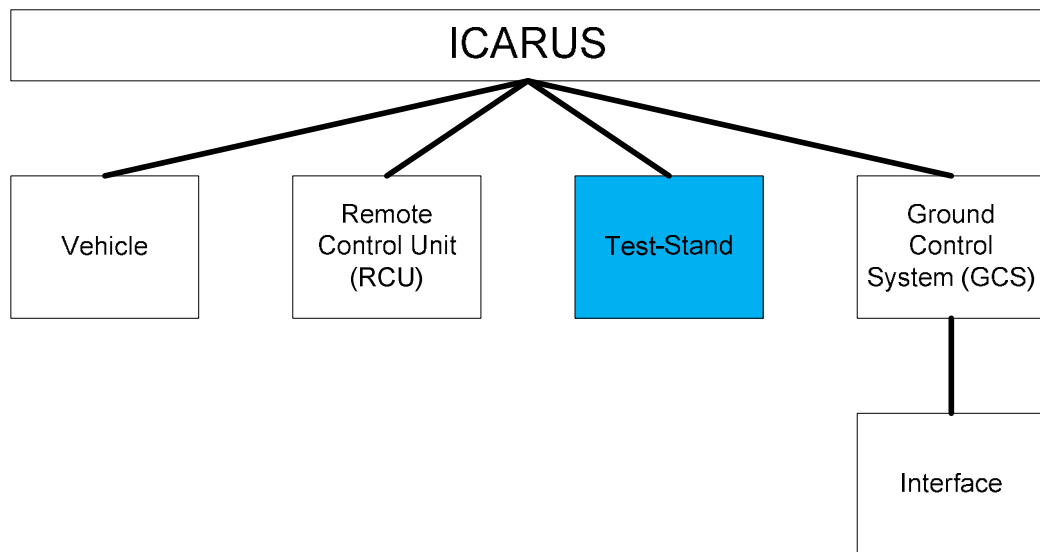 ICARUS
Vehicle
Remote
Control Unit
(RCU)
Test-Stand
Ground
Control
System (GCS)
Interface